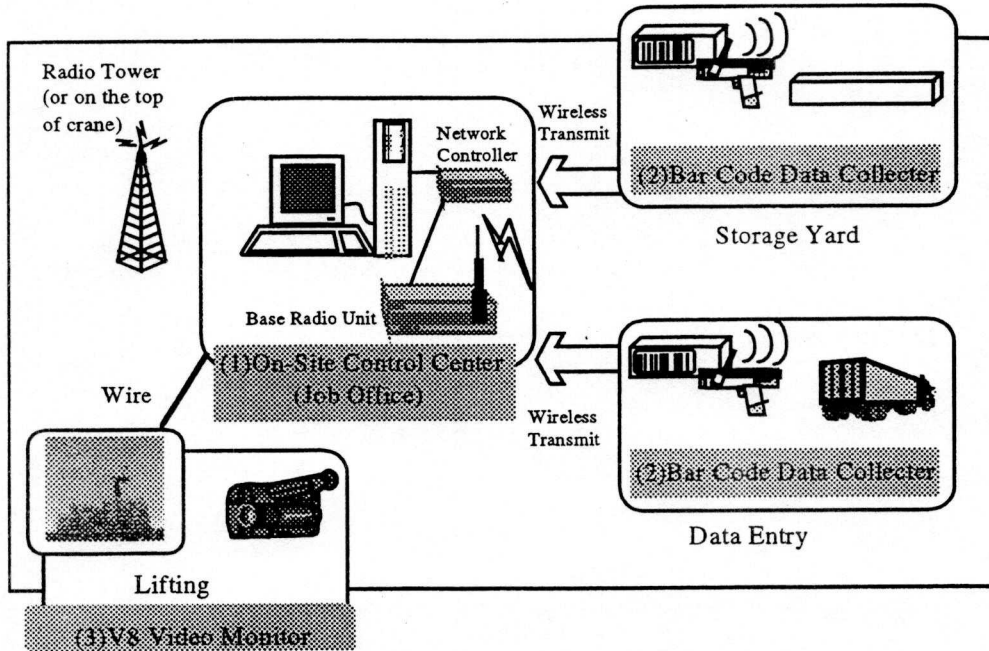 Radio Tower
(or on the top
of crane)
Network
Controller
Base Radio Unit
(1)On-Site Control Center
(Job Office)
Wireless
Transmit
(2)Bar Code Data Collecter
Storage Yard
Wireless
Transmit
(2)Bar Code Data Collecter
Data Entry
Wire
Lifting
(3)V8 Video Monitor